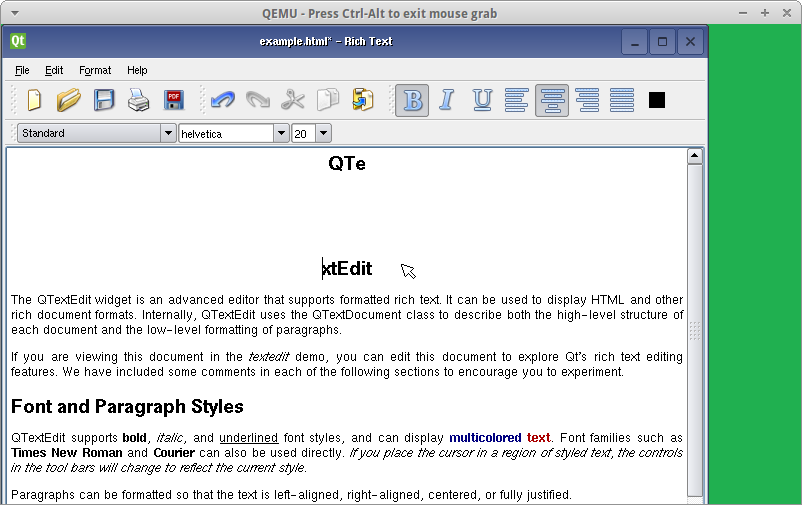 QEMU - Press Ctrl-Alt to exit mouse grab
Qt
example.html* - Rich Text
File Edit Format Help
PDF
B I U
Standard helvetica 20
QTe
xtEdit
The QTextEdit widget is an advanced editor that supports formatted rich text. It can be used to display HTML and other
rich document formats. Internally, QTextEdit uses the QTextDocument class to describe both the high-level structure of
each document and the low-level formatting of paragraphs.
If you are viewing this document in the textedit demo, you can edit this document to explore Qt's rich text editing
features. We have included some comments in each of the following sections to encourage you to experiment.
Font and Paragraph Styles
QTextEdit supports bold, italic, and underlined font styles, and can display multicolored text. Font families such as
Times New Roman and Courier can also be used directly. If you place the cursor in a region of styled text, the controls
in the tool bars will change to reflect the current style.
Paragraphs can be formatted so that the text is left-aligned, right-aligned, centered, or fully justified.